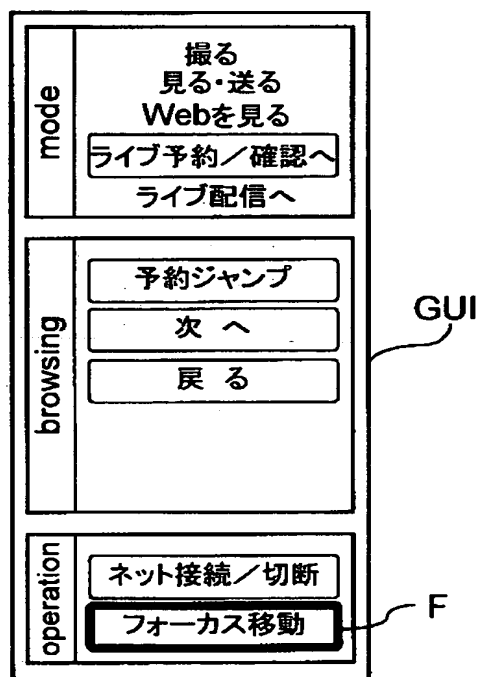 mode
撮る
見る・送る
Webを見る
ライブ予約／確認へ
ライブ配信へ
browsing
予約ジャンプ
次 へ
戻 る
GUI
operation
ネット接続／切断
フォーカス移動
F